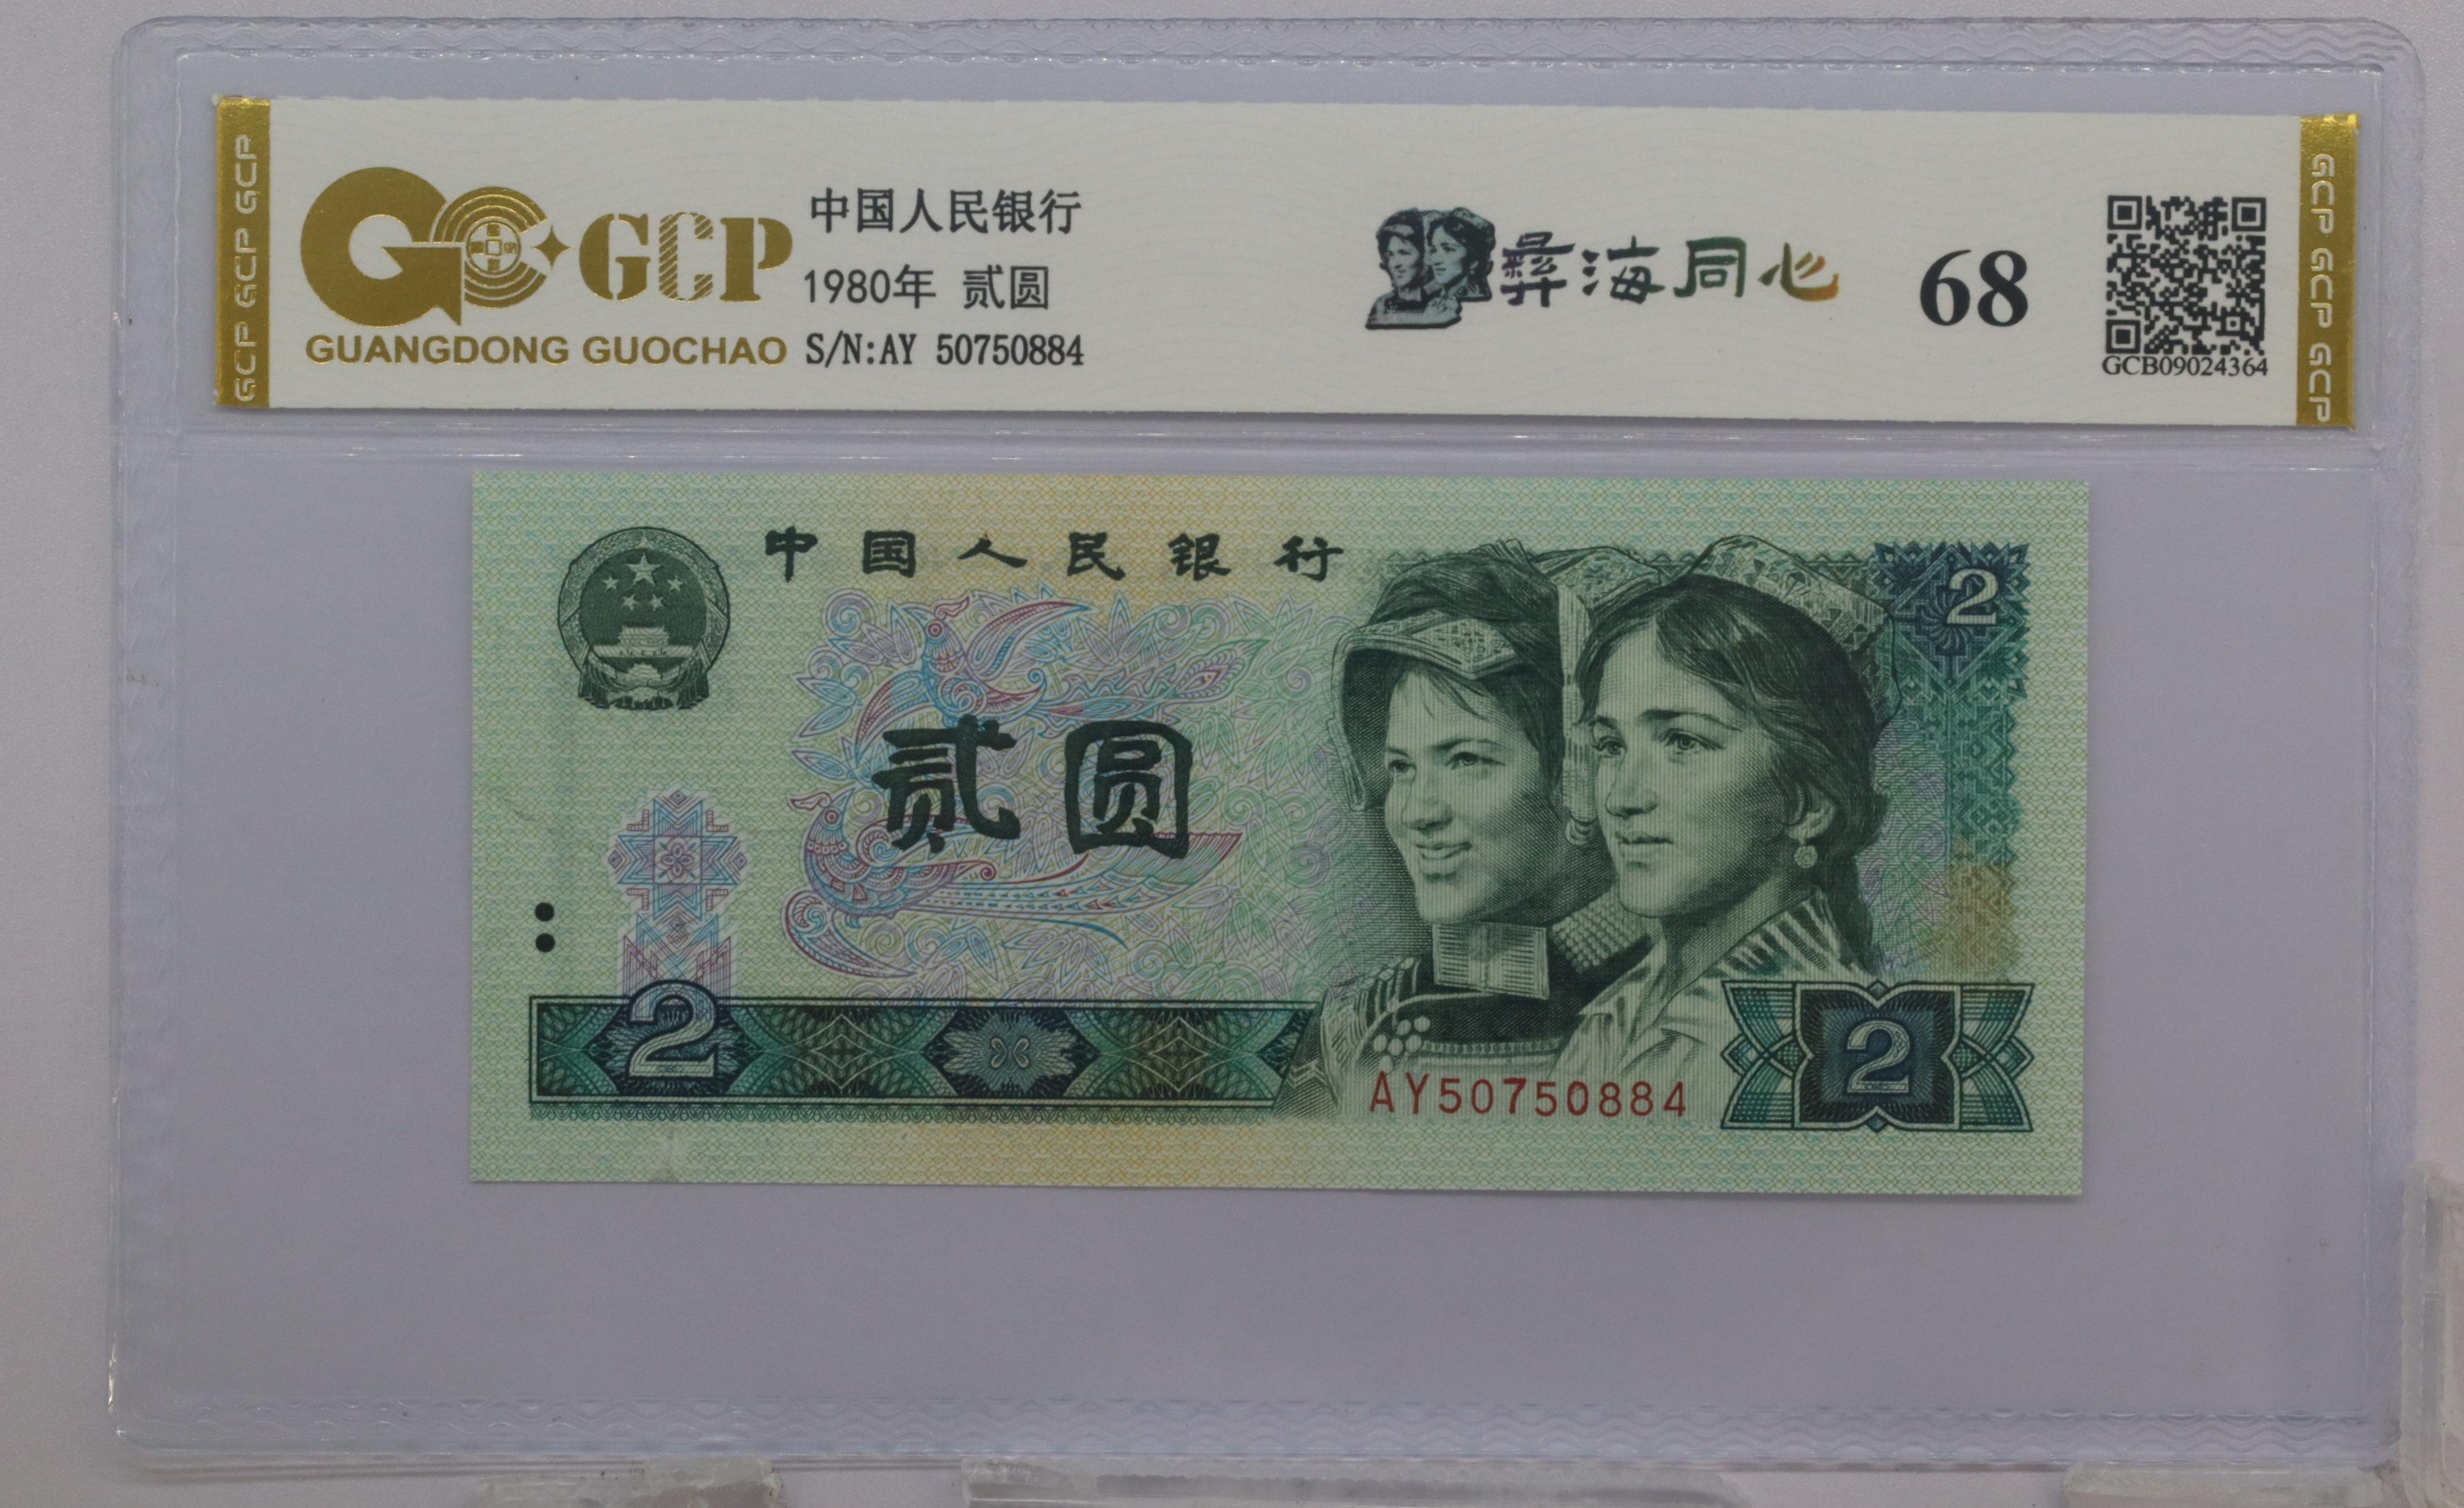 GCP GCP GCP
GCP
GUANGDONG GUOCHAO
中国人民银行
1980年 贰圆
S/N:AY 50750884
彝海同心
68
GCB09024364
GCP GCP GCP GCP
中国人民银行
2
贰圆
2
AY50750884
2